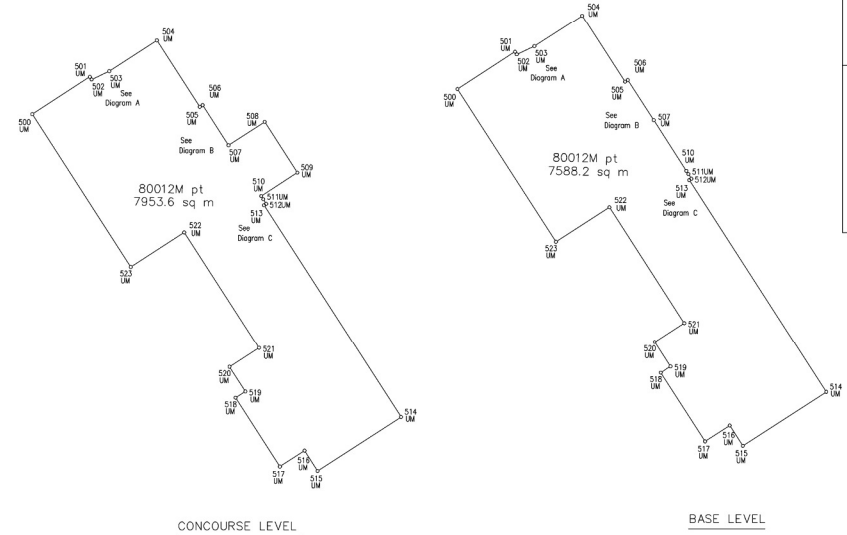 504
UM
501
UM
502
UM
503
UM
See
Diagram A
500
UM
506
UM
505
UM
508
UM
See
Diagram B
507
UM
509
UM
510
UM
511UM
512UM
513
UM
80012M pt
7953.6 sq m
See
Diagram C
522
UM
523
UM
521
UM
520
UM
519
UM
518
UM
514
UM
516
UM
517
UM
515
UM
CONCOURSE LEVEL
504
UM
501
UM
502
UM
503
UM
See
Diagram A
500
UM
506
UM
505
UM
See
Diagram B
507
UM
510
UM
511UM
512UM
513
UM
80012M pt
7588.2 sq m
See
Diagram C
522
UM
523
UM
521
UM
520
UM
519
UM
518
UM
514
UM
516
UM
517
UM
515
UM
BASE LEVEL